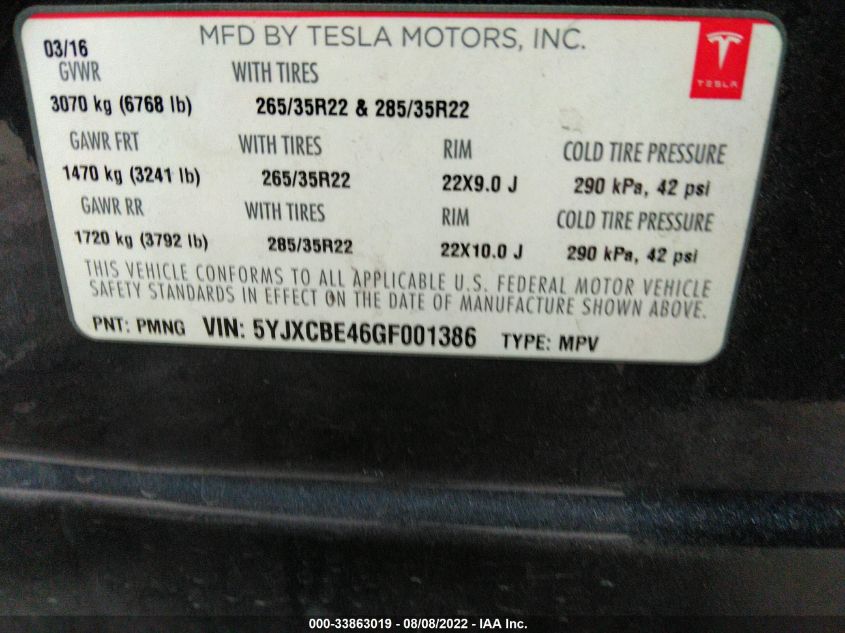 03/16 MFD BY TESLA MOTORS, INC.
TESLA
GVWR WITH TIRES
3070 kg (6768 lb) 265/35R22 & 285/35R22
GAWR FRT WITH TIRES RIM COLD TIRE PRESSURE
1470 kg (3241 lb) 265/35R22 22X9.0 J 290 kPa, 42 psi
GAWR RR WITH TIRES RIM COLD TIRE PRESSURE
1720 kg (3792 lb) 285/35R22 22X10.0 J 290 kPa, 42 psi
THIS VEHICLE CONFORMS TO ALL APPLICABLE U.S. FEDERAL MOTOR VEHICLE
SAFETY STANDARDS IN EFFECT ON THE DATE OF MANUFACTURE SHOWN ABOVE.
PNT: PMNG VIN: 5YJXCBE46GF001386 TYPE: MPV
000-33863019 - 08/08/2022 - IAA Inc.